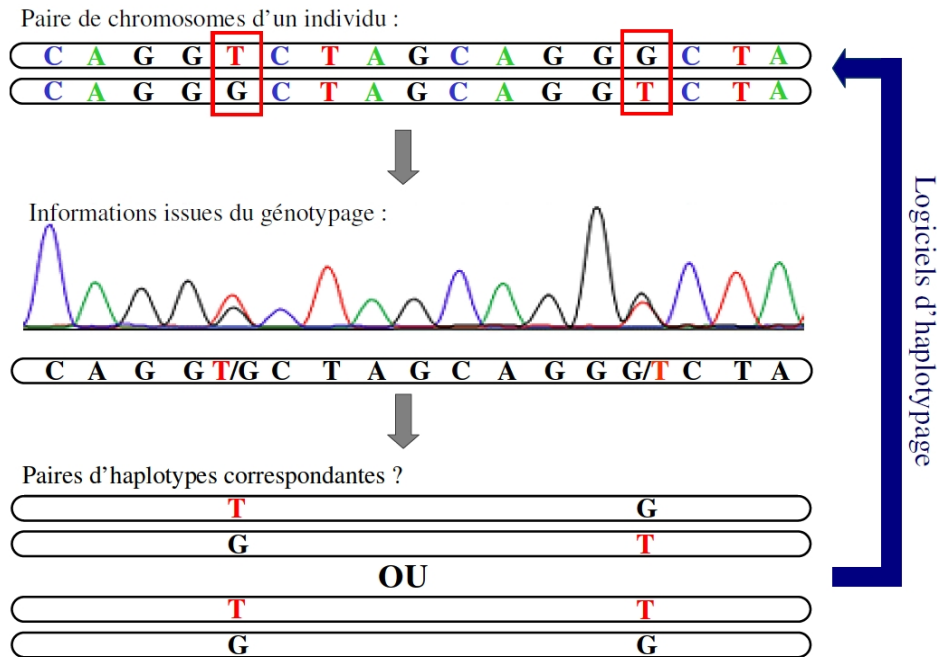 Paire de chromosomes d'un individu :
C A G G T C T A G C A G G G C T A
C A G G G C T A G C A G G T C T A
Informations issues du génotypage :
C A G G T/G C T A G C A G G G/T C T A
Paires d'haplotypes correspondantes ?
T G
G T
OU
T T
G G
Logiciels d'haplotypage